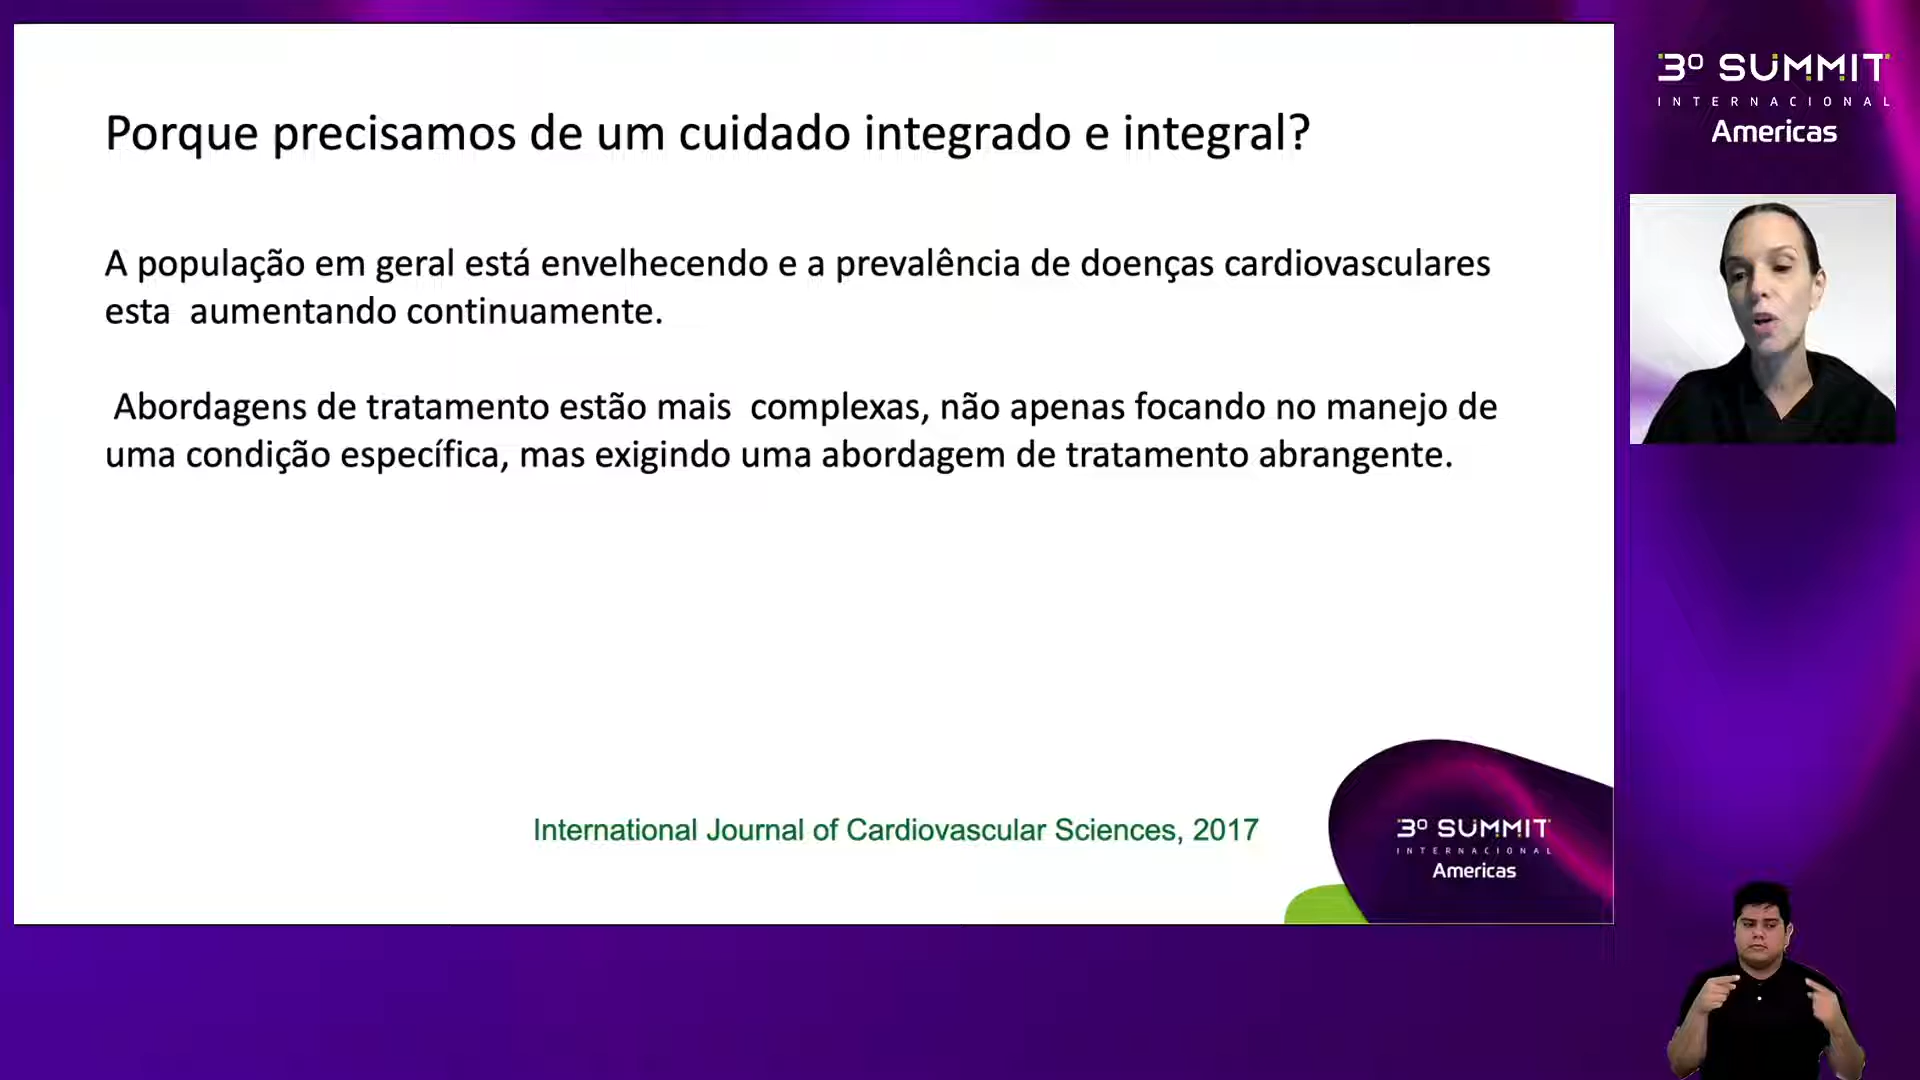 Porque precisamos de um cuidado integrado e integral?
A população em geral está envelhecendo e a prevalência de doenças cardiovasculares
esta aumentando continuamente.
Abordagens de tratamento estão mais complexas, não apenas focando no manejo de
uma condição específica, mas exigindo uma abordagem de tratamento abrangente.
International Journal of Cardiovascular Sciences, 2017
3º SUMMIT
INTERNACIONAL
Americas
3º SUMMIT
INTERNACIONAL
Americas